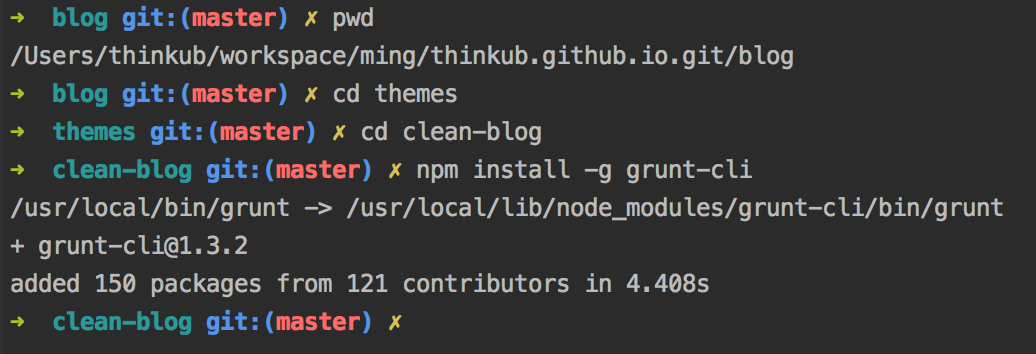 ➜  blog git:(master) ✗ pwd
/Users/thinkub/workspace/ming/thinkub.github.io.git/blog
➜  blog git:(master) ✗ cd themes
➜  themes git:(master) ✗ cd clean-blog
➜  clean-blog git:(master) ✗ npm install -g grunt-cli
/usr/local/bin/grunt -> /usr/local/lib/node_modules/grunt-cli/bin/grunt
+ grunt-cli@1.3.2
added 150 packages from 121 contributors in 4.408s
➜  clean-blog git:(master) ✗